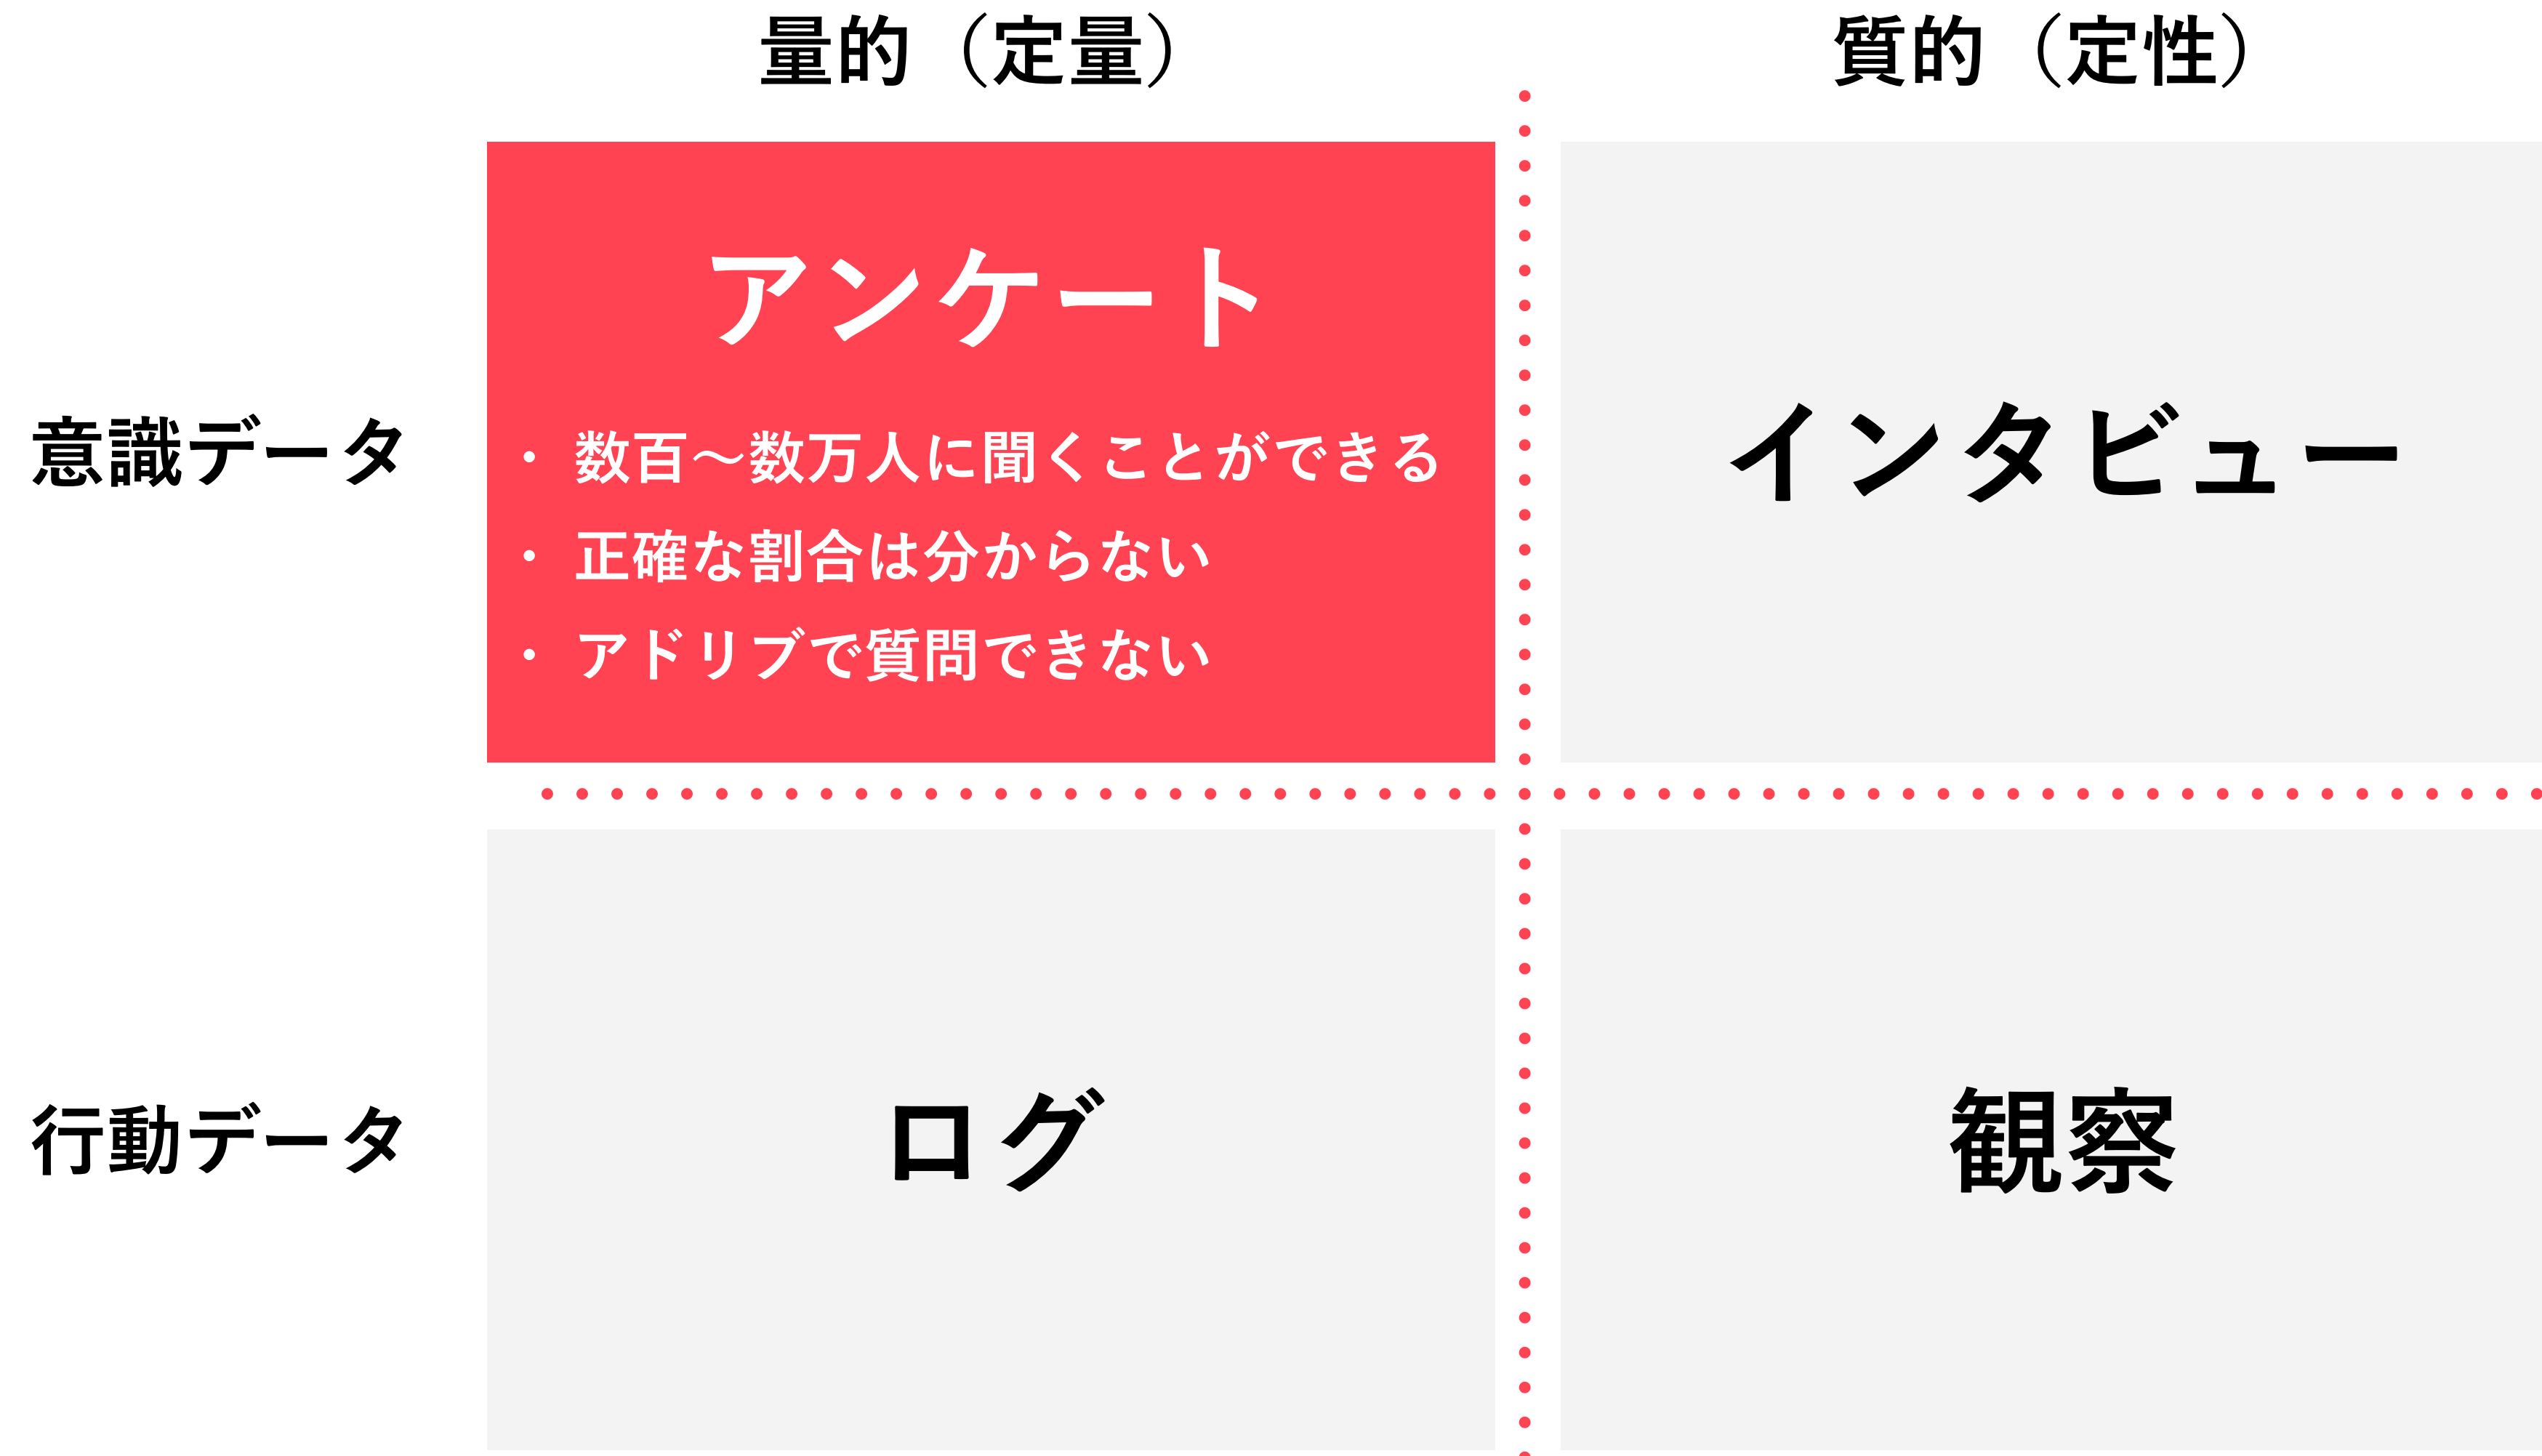 量的（定量）
質的（定性）
意識データ
アンケート
• 数百～数万人に聞くことができる
• 正確な割合は分からない
• アドリブで質問できない
インタビュー
行動データ
ログ
観察